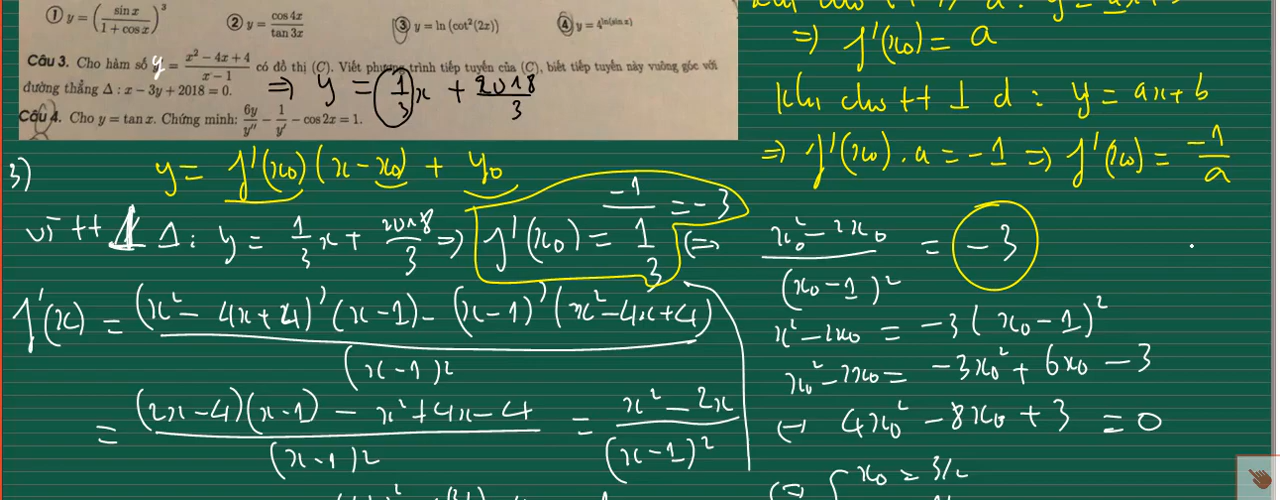 ① y = (sin x / (1 + cos x))³ ② y = cos 4x / tan 3x ③ y = ln (cot²(2x)) ④ y = 4^ln(sin x)
Câu 3. Cho hàm số y = (x² − 4x + 4) / (x − 1) có đồ thị (C). Viết phương trình tiếp tuyến của (C), biết tiếp tuyến này vuông góc với
đường thẳng Δ : x − 3y + 2018 = 0. ⇒ y = 1/3 x + 2018/3
Câu 4. Cho y = tan x. Chứng minh: 6y/y'' − 1/y' − cos 2x = 1.
⇒ f'(x₀) = a
Khi cho tt ⊥ d : y = ax + b
⇒ f'(x₀) . a = −1 ⇒ f'(x₀) = −1/a
3) y = f'(x₀) (x − x₀) + y₀
vì tt ⊥ Δ : y = 1/3 x + 2018/3 ⇒ f'(x₀) = −1 / (1/3) = −3 ⇔ (x₀² − 2x₀) / (x₀ − 1)² = −3
f'(x) = ((x² − 4x + 4)' (x − 1) − (x − 1)' (x² − 4x + 4)) / (x − 1)²
= ((2x − 4)(x − 1) − x² + 4x − 4) / (x − 1)² = (x² − 2x) / (x − 1)²
x² − 2x₀ = −3 (x₀ − 1)²
x₀² − 2x₀ = −3x₀² + 6x₀ − 3
⇔ 4x₀² − 8x₀ + 3 = 0
⇔ [ x₀ = 3/2